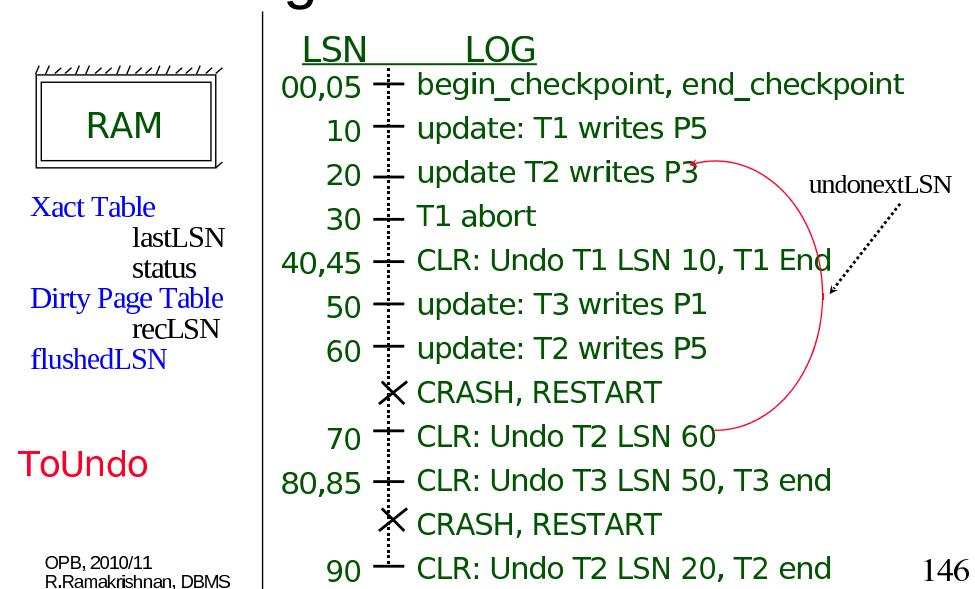 LSN LOG
00,05 begin_checkpoint, end_checkpoint
10 update: T1 writes P5
20 update T2 writes P3
30 T1 abort
40,45 CLR: Undo T1 LSN 10, T1 End
50 update: T3 writes P1
60 update: T2 writes P5
CRASH, RESTART
70 CLR: Undo T2 LSN 60
80,85 CLR: Undo T3 LSN 50, T3 end
CRASH, RESTART
90 CLR: Undo T2 LSN 20, T2 end
undonextLSN
RAM
Xact Table
lastLSN
status
Dirty Page Table
recLSN
flushedLSN
ToUndo
OPB, 2010/11
R.Ramakrishnan, DBMS
146